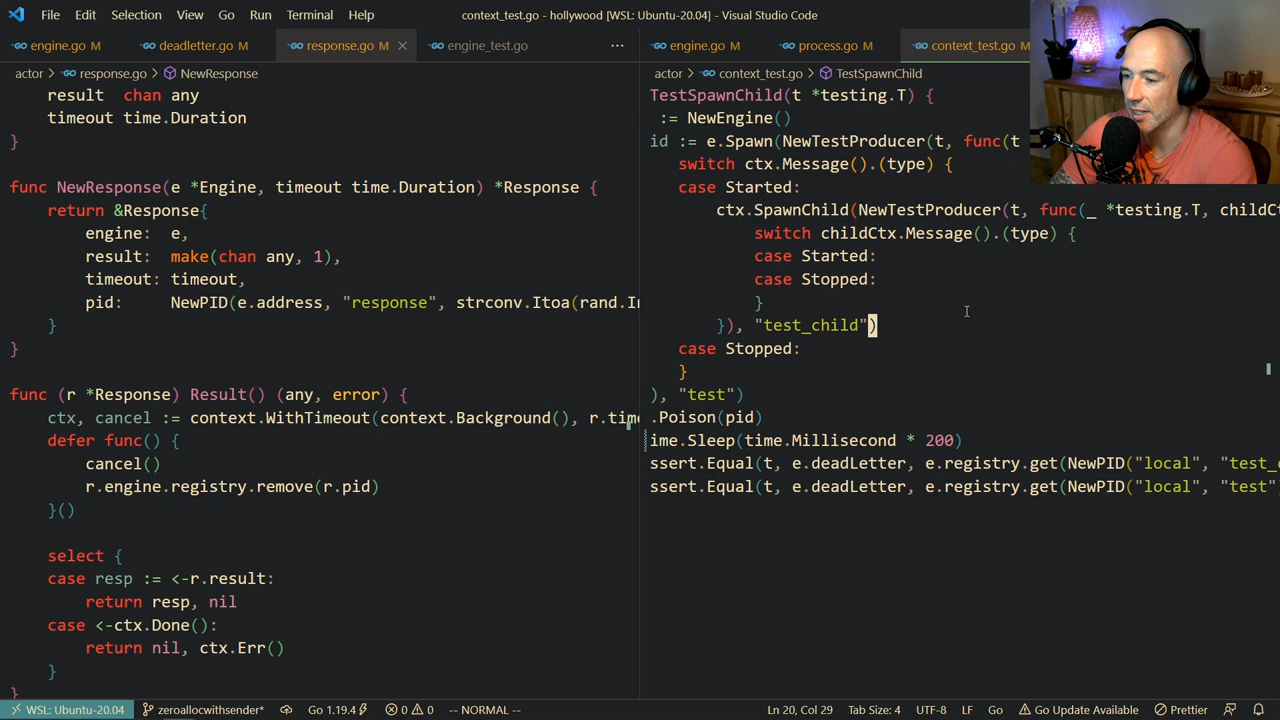 File Edit Selection View Go Run Terminal Help context_test.go - hollywood [WSL: Ubuntu-20.04] - Visual Studio Code
engine.go M deadletter.go M response.go M engine_test.go ···
actor > response.go > NewResponse
result chan any
timeout time.Duration
}
func NewResponse(e *Engine, timeout time.Duration) *Response {
return &Response{
engine: e,
result: make(chan any, 1),
timeout: timeout,
pid: NewPID(e.address, "response", strconv.Itoa(rand.In
}
}
func (r *Response) Result() (any, error) {
ctx, cancel := context.WithTimeout(context.Background(), r.time
defer func() {
cancel()
r.engine.registry.remove(r.pid)
}()
select {
case resp := <-r.result:
return resp, nil
case <-ctx.Done():
return nil, ctx.Err()
}
}
engine.go M process.go M context_test.go M
actor > context_test.go > TestSpawnChild
TestSpawnChild(t *testing.T) {
:= NewEngine()
id := e.Spawn(NewTestProducer(t, func(t
switch ctx.Message().(type) {
case Started:
ctx.SpawnChild(NewTestProducer(t, func(_ *testing.T, childC
switch childCtx.Message().(type) {
case Started:
case Stopped:
}
}), "test_child")
case Stopped:
}
), "test")
.Poison(pid)
ime.Sleep(time.Millisecond * 200)
ssert.Equal(t, e.deadLetter, e.registry.get(NewPID("local", "test_c
ssert.Equal(t, e.deadLetter, e.registry.get(NewPID("local", "test"
WSL: Ubuntu-20.04 zeroallocwithsender* Go 1.19.4 0 0 -- NORMAL -- Ln 20, Col 29 Tab Size: 4 UTF-8 LF Go Go Update Available Prettier